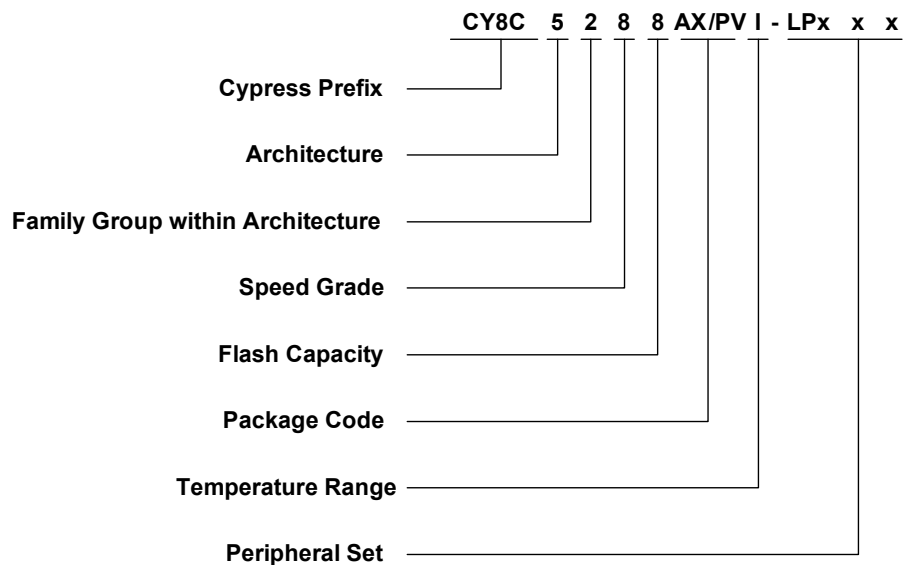 CY8C 5 2 8 8 AX/PV I - LPx x x
Cypress Prefix
Architecture
Family Group within Architecture
Speed Grade
Flash Capacity
Package Code
Temperature Range
Peripheral Set